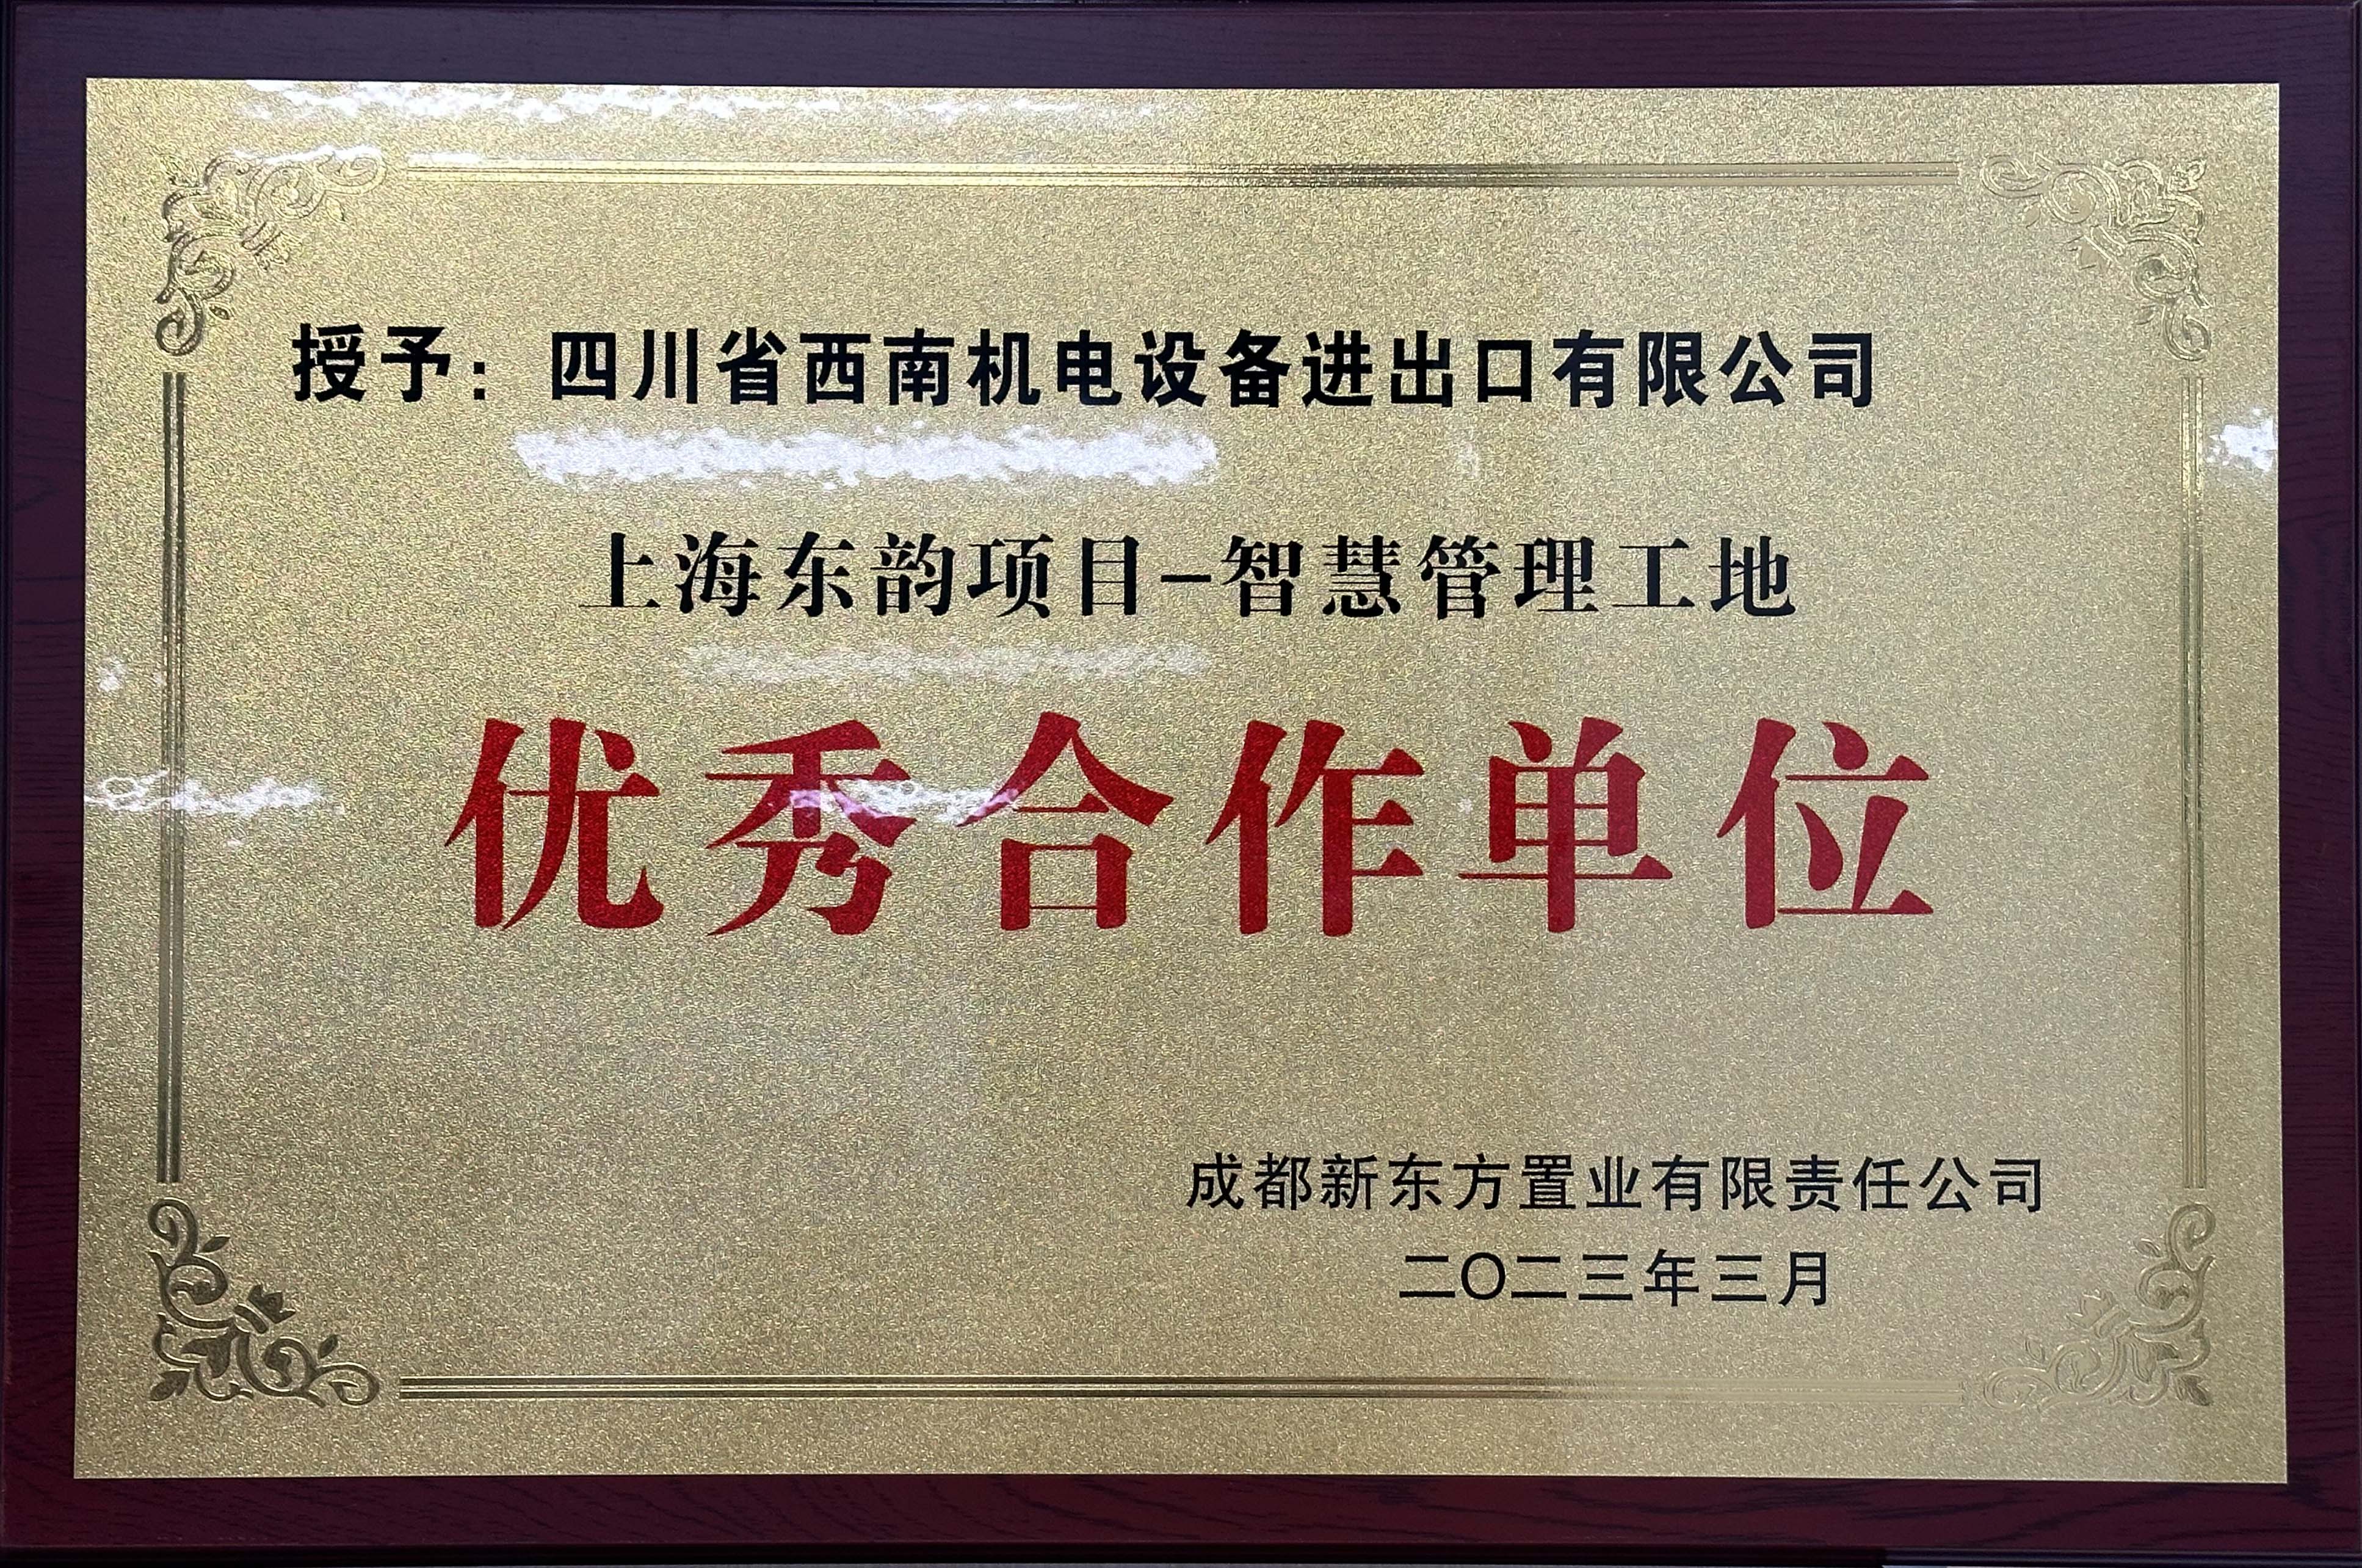 授予：四川省西南机电设备进出口有限公司
上海东韵项目-智慧管理工地
优秀合作单位
成都新东方置业有限责任公司
二〇二三年三月